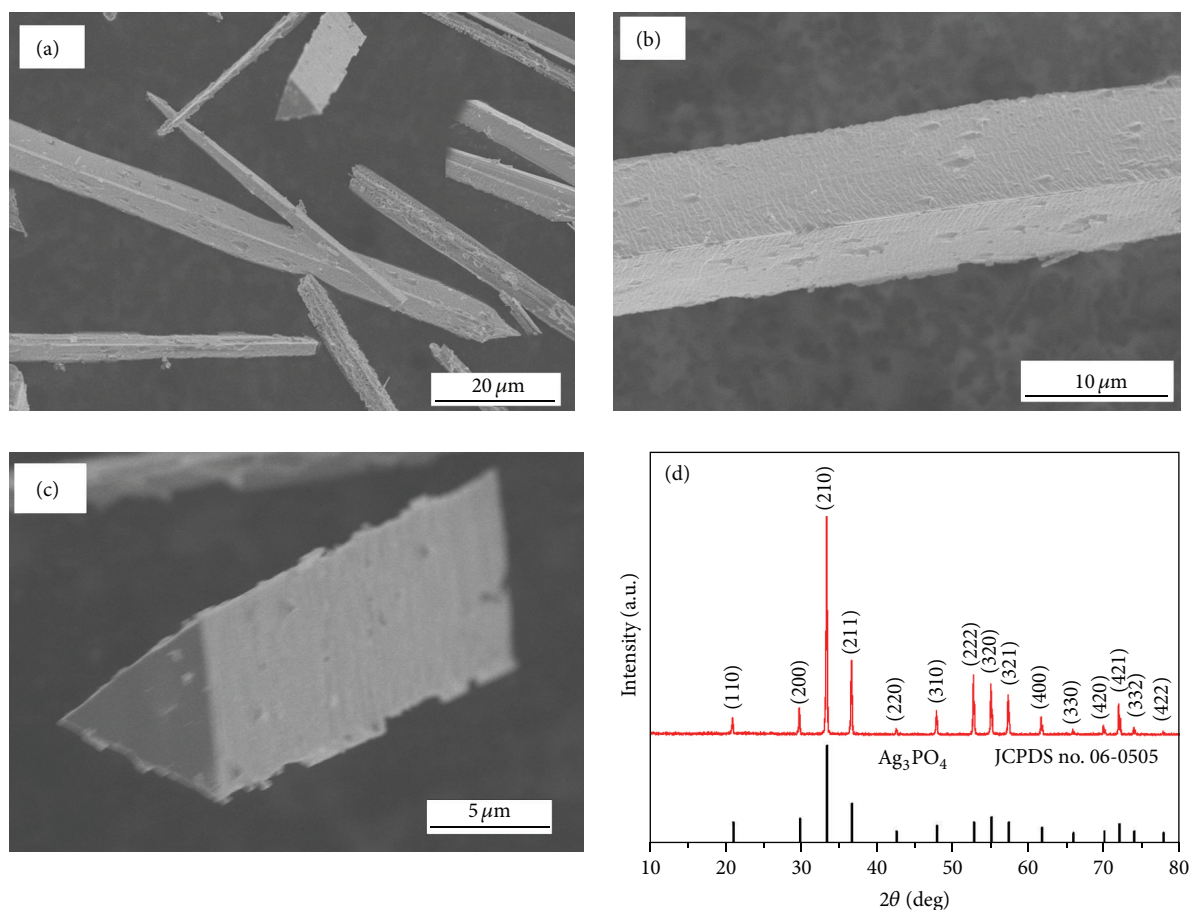 (a)
20 μm
(b)
10 μm
(c)
5 μm
(d)
Intensity (a.u.)
(110)
(200)
(210)
(211)
(220)
(310)
(222)
(320)
(321)
(400)
(330)
(420)
(421)
(332)
(422)
Ag₃PO₄
JCPDS no. 06-0505
10 20 30 40 50 60 70 80
2θ (deg)